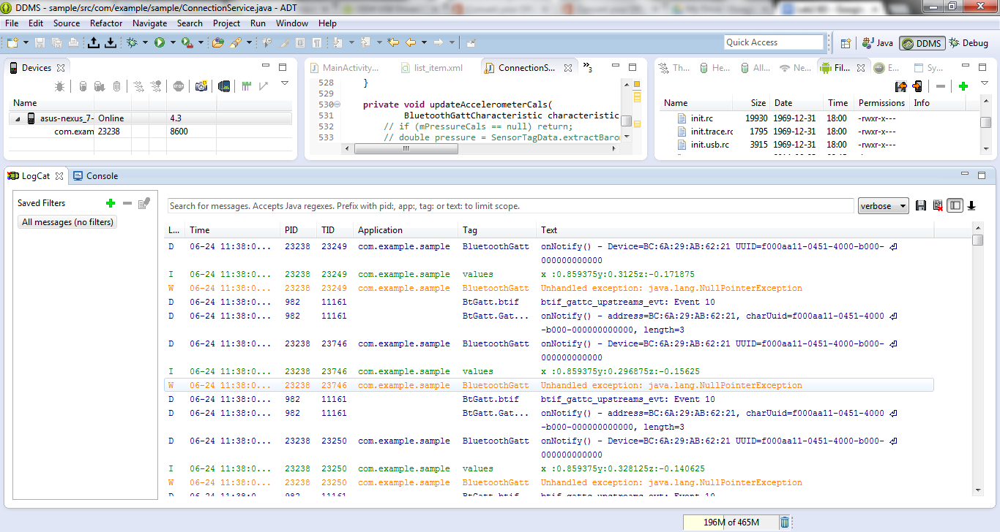 DDMS - sample/src/com/example/sample/ConnectionService.java - ADT
File Edit Source Refactor Navigate Search Project Run Window Help
Quick Access
Java
DDMS
Debug
Devices
Name
asus-nexus_7- Online 4.3
com.exam 23238 8600
MainActivity...
list_item.xml
ConnectionS...
»3
528 }
529
530 private void updateAccelerometerCals(
531 BluetoothGattCharacteristic characteristic
532 // if (mPressureCals == null) return;
533 // double pressure = SensorTagData.extractBaro
Th...
He...
All...
Ne...
Fil...
E...
Sy...
Name Size Date Time Permissions Info
init.rc 19930 1969-12-31 18:00 -rwxr-x---
init.trace.rc 1795 1969-12-31 18:00 -rwxr-x---
init.usb.rc 3915 1969-12-31 18:00 -rwxr-x---
LogCat
Console
Saved Filters
All messages (no filters)
Search for messages. Accepts Java regexes. Prefix with pid:, app:, tag: or text: to limit scope.
verbose
L... Time PID TID Application Tag Text
D 06-24 11:38:0... 23238 23249 com.example.sample BluetoothGatt onNotify() - Device=BC:6A:29:AB:62:21 UUID=f000aa11-0451-4000-b000-
000000000000
I 06-24 11:38:0... 23238 23249 com.example.sample values x :0.859375y:0.3125z:-0.171875
W 06-24 11:38:0... 23238 23249 com.example.sample BluetoothGatt Unhandled exception: java.lang.NullPointerException
D 06-24 11:38:0... 982 11161 BtGatt.btif btif_gattc_upstreams_evt: Event 10
D 06-24 11:38:0... 982 11161 BtGatt.Gat... onNotify() - address=BC:6A:29:AB:62:21, charUuid=f000aa11-0451-4000
-b000-000000000000, length=3
D 06-24 11:38:0... 23238 23746 com.example.sample BluetoothGatt onNotify() - Device=BC:6A:29:AB:62:21 UUID=f000aa11-0451-4000-b000-
000000000000
I 06-24 11:38:0... 23238 23746 com.example.sample values x :0.859375y:0.296875z:-0.15625
W 06-24 11:38:0... 23238 23746 com.example.sample BluetoothGatt Unhandled exception: java.lang.NullPointerException
D 06-24 11:38:0... 982 11161 BtGatt.btif btif_gattc_upstreams_evt: Event 10
D 06-24 11:38:0... 982 11161 BtGatt.Gat... onNotify() - address=BC:6A:29:AB:62:21, charUuid=f000aa11-0451-4000
-b000-000000000000, length=3
D 06-24 11:38:0... 23238 23250 com.example.sample BluetoothGatt onNotify() - Device=BC:6A:29:AB:62:21 UUID=f000aa11-0451-4000-b000-
000000000000
I 06-24 11:38:0... 23238 23250 com.example.sample values x :0.859375y:0.328125z:-0.140625
W 06-24 11:38:0... 23238 23250 com.example.sample BluetoothGatt Unhandled exception: java.lang.NullPointerException
D 06-24 11:38:0... 982 11161 BtGatt.btif btif_gattc_upstreams_evt: Event 10
196M of 465M